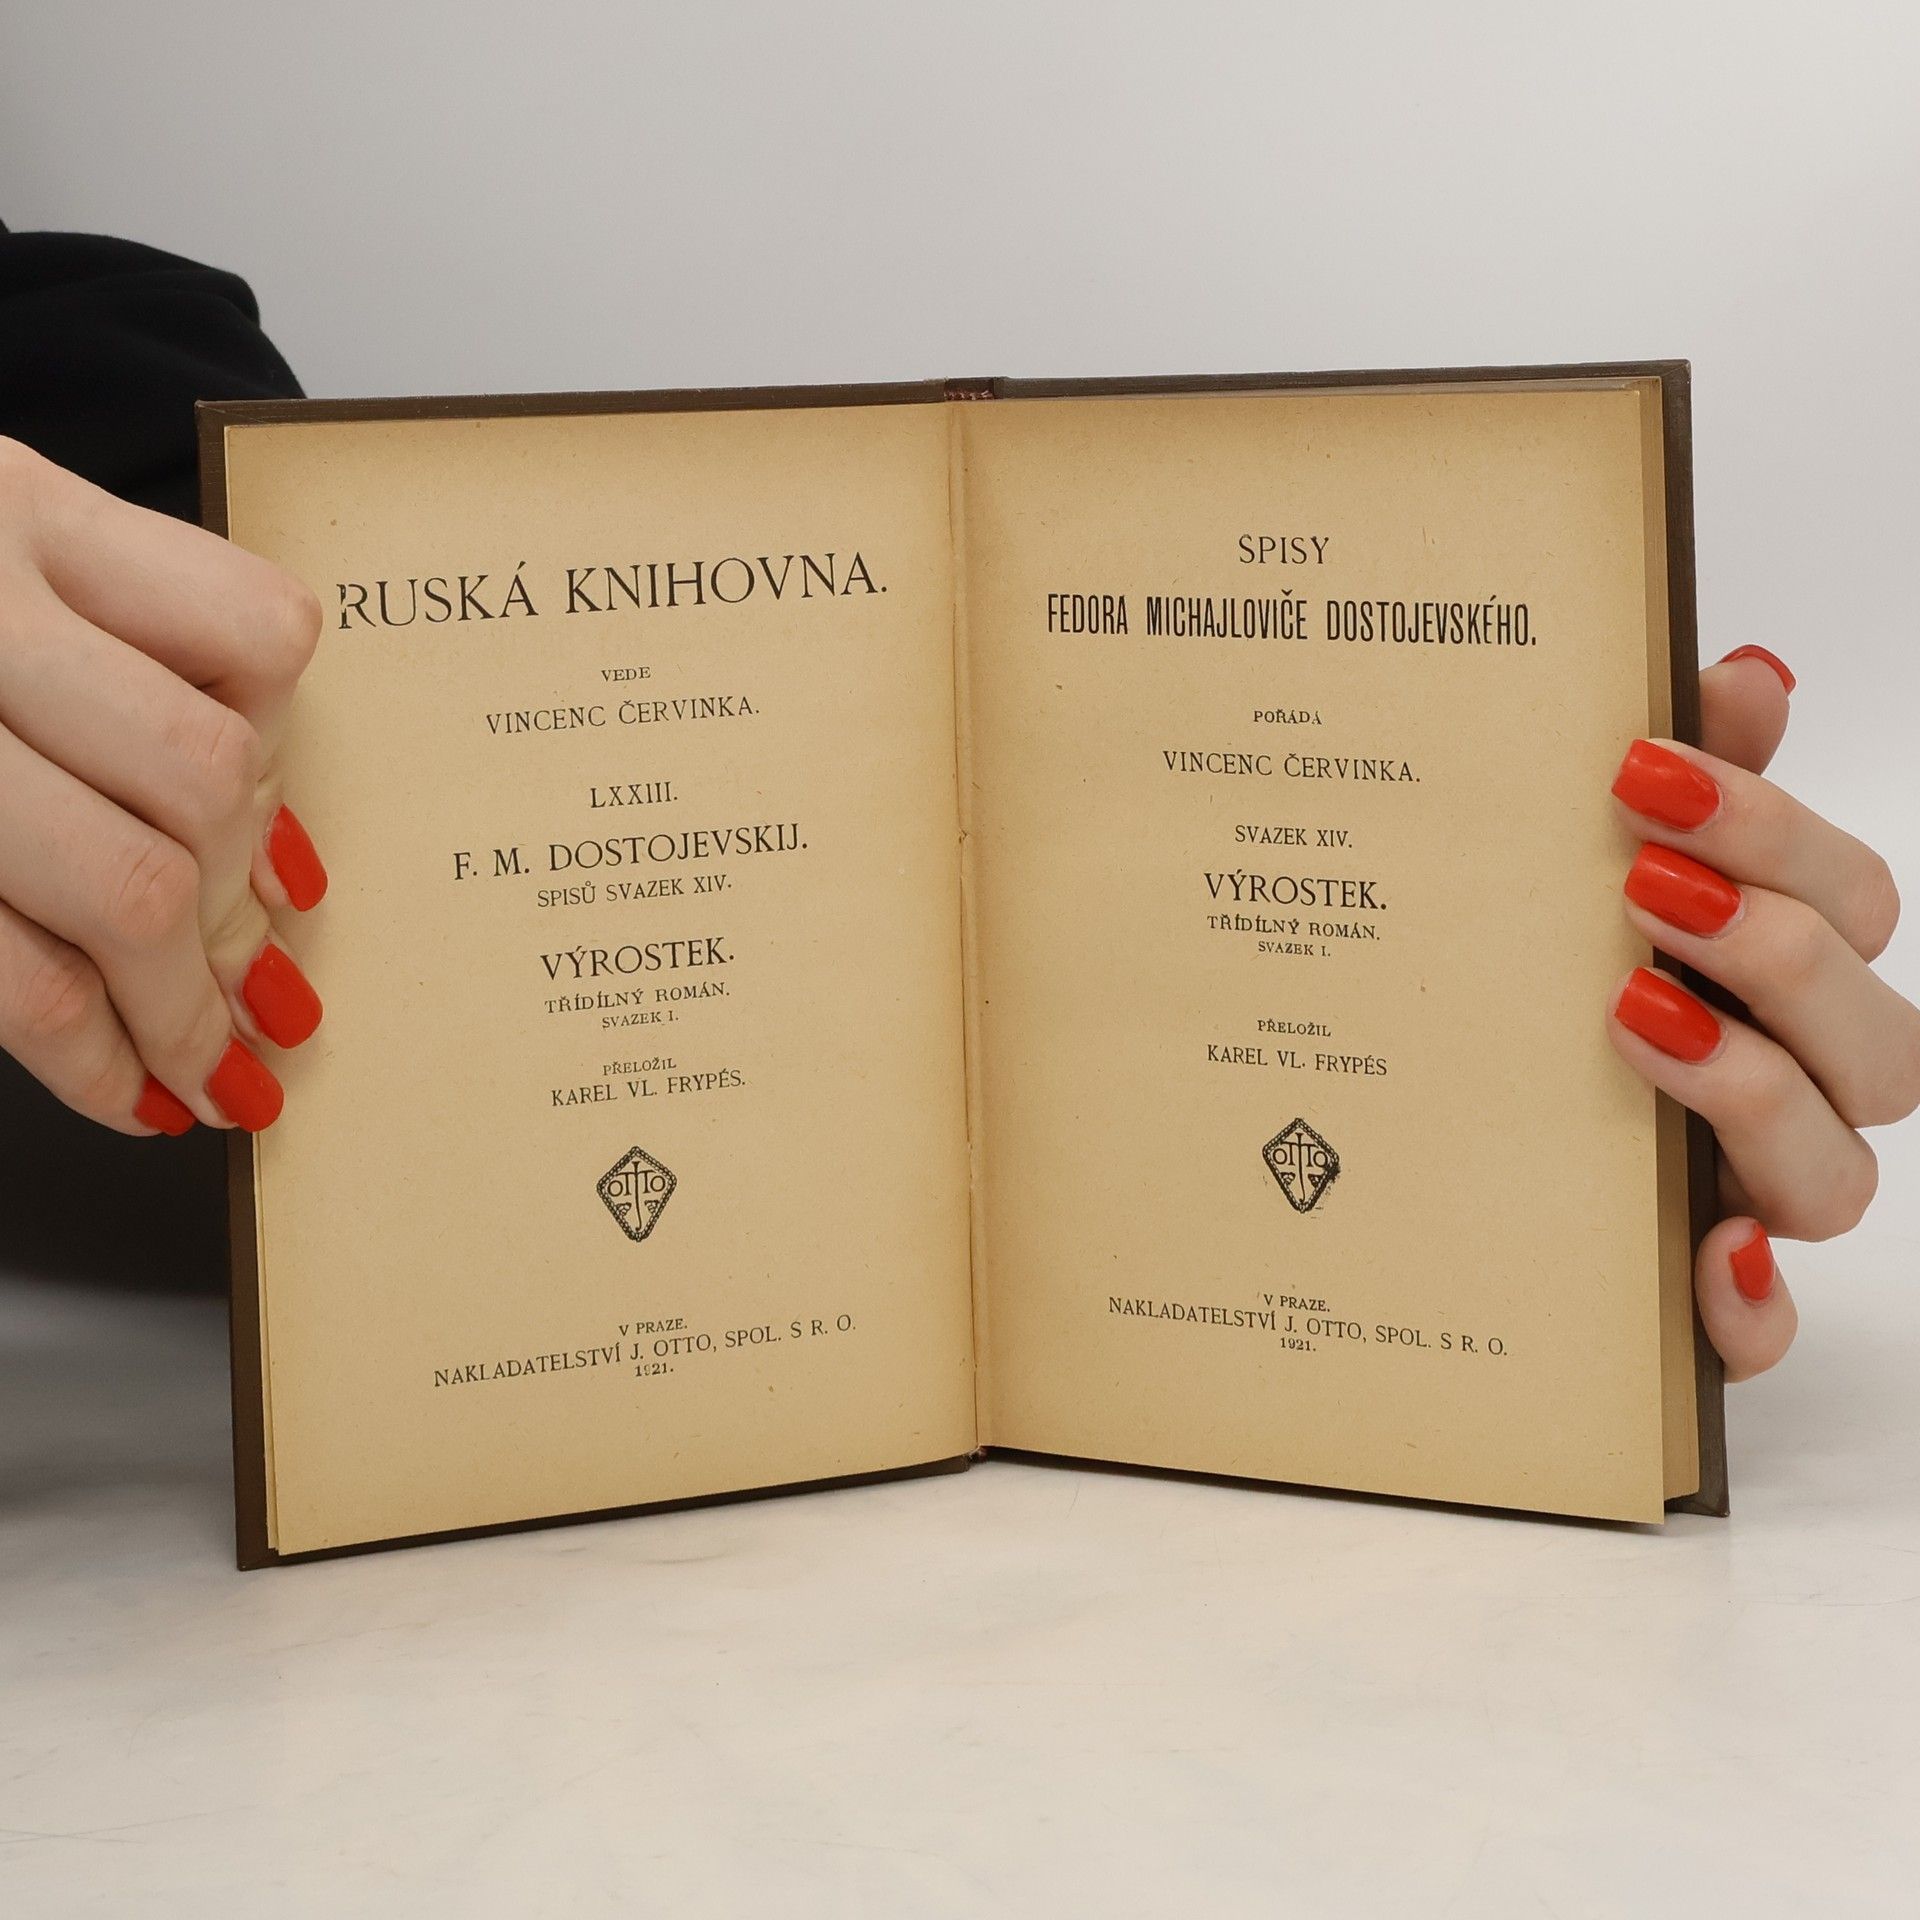 RUSKÁ KNIHOVNA.
VEDE
VINCENC ČERVINKA.
LXXIII.
F. M. DOSTOJEVSKIJ.
SPISŮ SVAZEK XIV.
VÝROSTEK.
TŘÍDÍLNÝ ROMÁN.
SVAZEK I.
PŘELOŽIL
KAREL VL. FRYPÉS.
OTTO
V PRAZE.
NAKLADATELSTVÍ J. OTTO, SPOL. S R. O.
1921.
SPISY
FEDORA MICHAJLOVIČE DOSTOJEVSKÉHO.
POŘÁDÁ
VINCENC ČERVINKA.
SVAZEK XIV.
VÝROSTEK.
TŘÍDÍLNÝ ROMÁN.
SVAZEK I.
PŘELOŽIL
KAREL VL. FRYPÉS
OTTO
V PRAZE.
NAKLADATELSTVÍ J. OTTO, SPOL. S R. O.
1921.